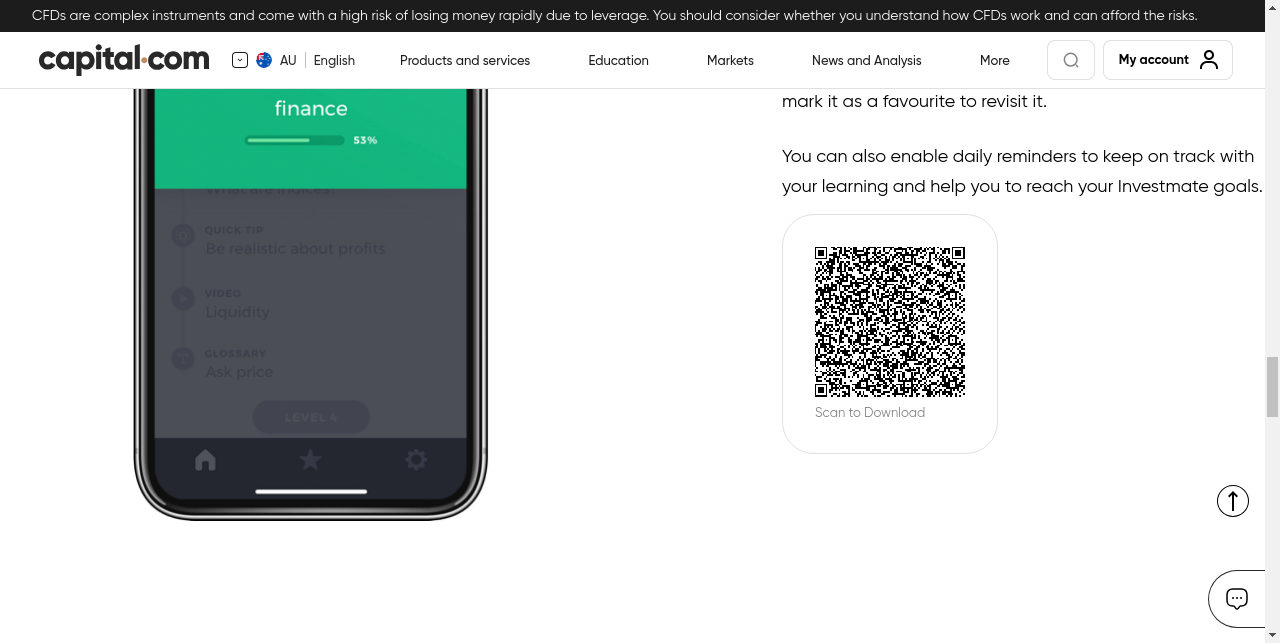 CFDs are complex instruments and come with a high risk of losing money rapidly due to leverage. You should consider whether you understand how CFDs work and can afford the risks.
capital.com
AU
English
Products and services
Education
Markets
News and Analysis
More
My account
finance
53%
What are indices?
QUICK TIP
Be realistic about profits
VIDEO
Liquidity
GLOSSARY
Ask price
LEVEL 4
mark it as a favourite to revisit it.
You can also enable daily reminders to keep on track with
your learning and help you to reach your Investmate goals.
Scan to Download